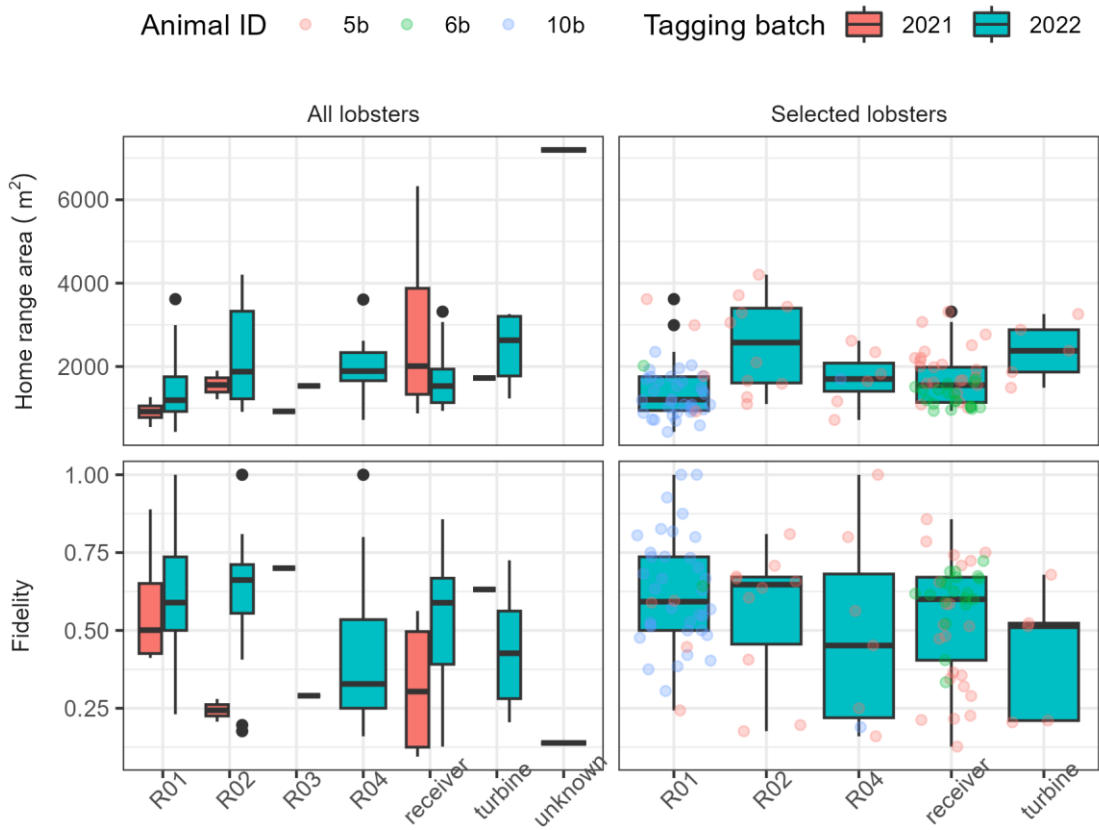 Animal ID 5b 6b 10b Tagging batch 2021 2022
All lobsters Selected lobsters
Home range area ( m²)
6000
4000
2000
Fidelity
1.00
0.75
0.50
0.25
R01 R02 R03 R04 receiver turbine unknown
R01 R02 R04 receiver turbine